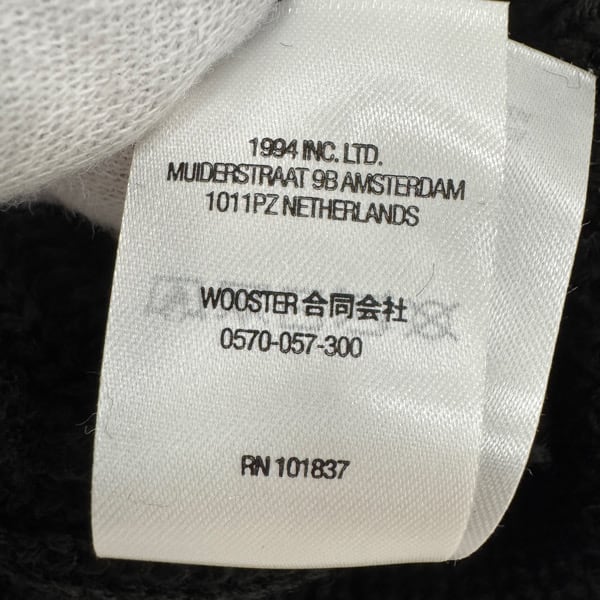 1994 INC. LTD.
MUIDERSTRAAT 9B AMSTERDAM
1011PZ NETHERLANDS
WOOSTER 合同会社
0570-057-300
RN 101837